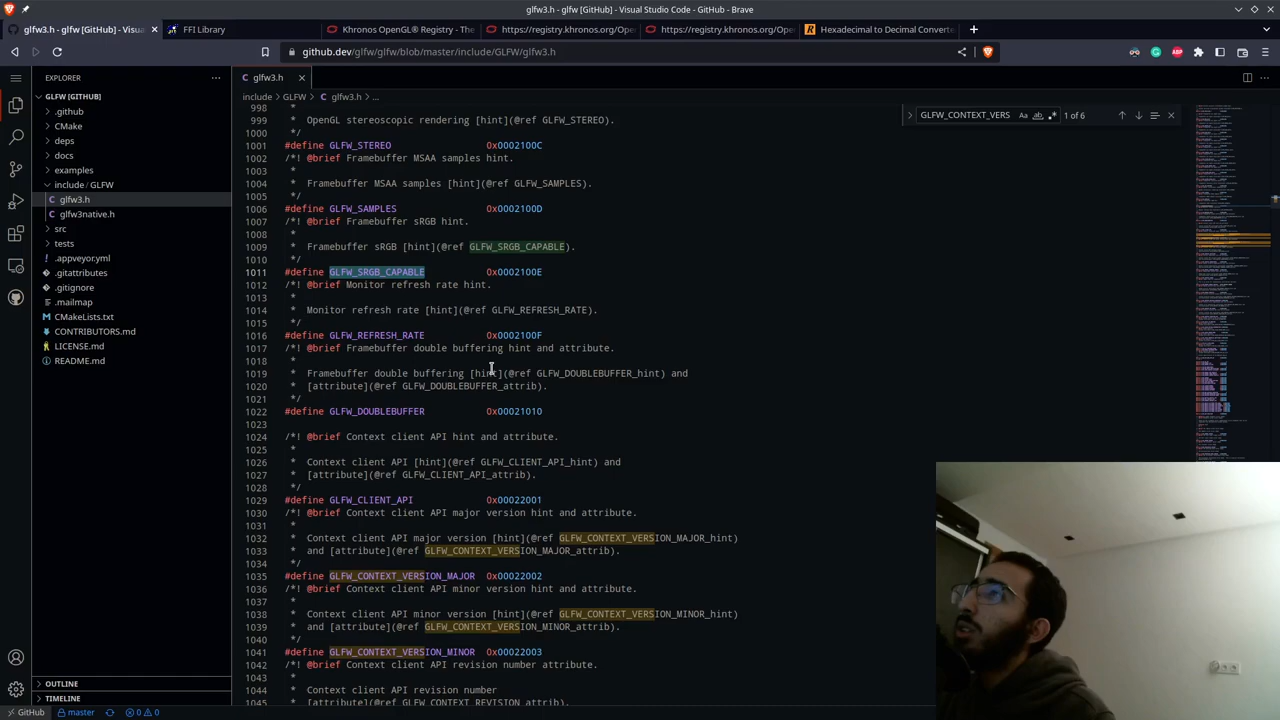 glfw3.h - glfw [GitHub] - Visual Studio Code - GitHub - Brave
glfw3.h - glfw [GitHub] - Visual Studio
FFI Library
Khronos OpenGL® Registry - The
https://registry.khronos.org/Ope
https://registry.khronos.org/Ope
Hexadecimal to Decimal Converte
github.dev/glfw/glfw/blob/master/include/GLFW/glfw3.h
EXPLORER
GLFW [GITHUB]
.github
CMake
deps
docs
examples
include / GLFW
C glfw3.h
C glfw3native.h
src
tests
.appveyor.yml
.gitattributes
.gitignore
.mailmap
CMakeLists.txt
CONTRIBUTORS.md
LICENSE.md
README.md
OUTLINE
TIMELINE
C glfw3.h
include > GLFW > C glfw3.h > ...
GLFW_CONTEXT_VERS
Aa ab .* 1 of 6
998 *
999 * OpenGL stereoscopic rendering [hint](@ref GLFW_STEREO).
1000 */
1001 #define GLFW_STEREO 0x0002100C
1002 /*! @brief Framebuffer MSAA samples hint.
1003 *
1004 * Framebuffer MSAA samples [hint](@ref GLFW_SAMPLES).
1005 */
1006 #define GLFW_SAMPLES 0x0002100D
1007 /*! @brief Framebuffer sRGB hint.
1008 *
1009 * Framebuffer sRGB [hint](@ref GLFW_SRGB_CAPABLE).
1010 */
1011 #define GLFW_SRGB_CAPABLE 0x0002100E
1012 /*! @brief Monitor refresh rate hint.
1013 *
1014 * Monitor refresh rate [hint](@ref GLFW_REFRESH_RATE).
1015 */
1016 #define GLFW_REFRESH_RATE 0x0002100F
1017 /*! @brief Framebuffer double buffering hint and attribute.
1018 *
1019 * Framebuffer double buffering [hint](@ref GLFW_DOUBLEBUFFER_hint) and
1020 * [attribute](@ref GLFW_DOUBLEBUFFER_attrib).
1021 */
1022 #define GLFW_DOUBLEBUFFER 0x00021010
1023
1024 /*! @brief Context client API hint and attribute.
1025 *
1026 * Context client API [hint](@ref GLFW_CLIENT_API_hint) and
1027 * [attribute](@ref GLFW_CLIENT_API_attrib).
1028 */
1029 #define GLFW_CLIENT_API 0x00022001
1030 /*! @brief Context client API major version hint and attribute.
1031 *
1032 * Context client API major version [hint](@ref GLFW_CONTEXT_VERSION_MAJOR_hint)
1033 * and [attribute](@ref GLFW_CONTEXT_VERSION_MAJOR_attrib).
1034 */
1035 #define GLFW_CONTEXT_VERSION_MAJOR 0x00022002
1036 /*! @brief Context client API minor version hint and attribute.
1037 *
1038 * Context client API minor version [hint](@ref GLFW_CONTEXT_VERSION_MINOR_hint)
1039 * and [attribute](@ref GLFW_CONTEXT_VERSION_MINOR_attrib).
1040 */
1041 #define GLFW_CONTEXT_VERSION_MINOR 0x00022003
1042 /*! @brief Context client API revision number attribute.
1043 *
1044 * Context client API revision number
1045 * [attribute](@ref GLFW_CONTEXT_REVISION_attrib).
GitHub
master
0 0